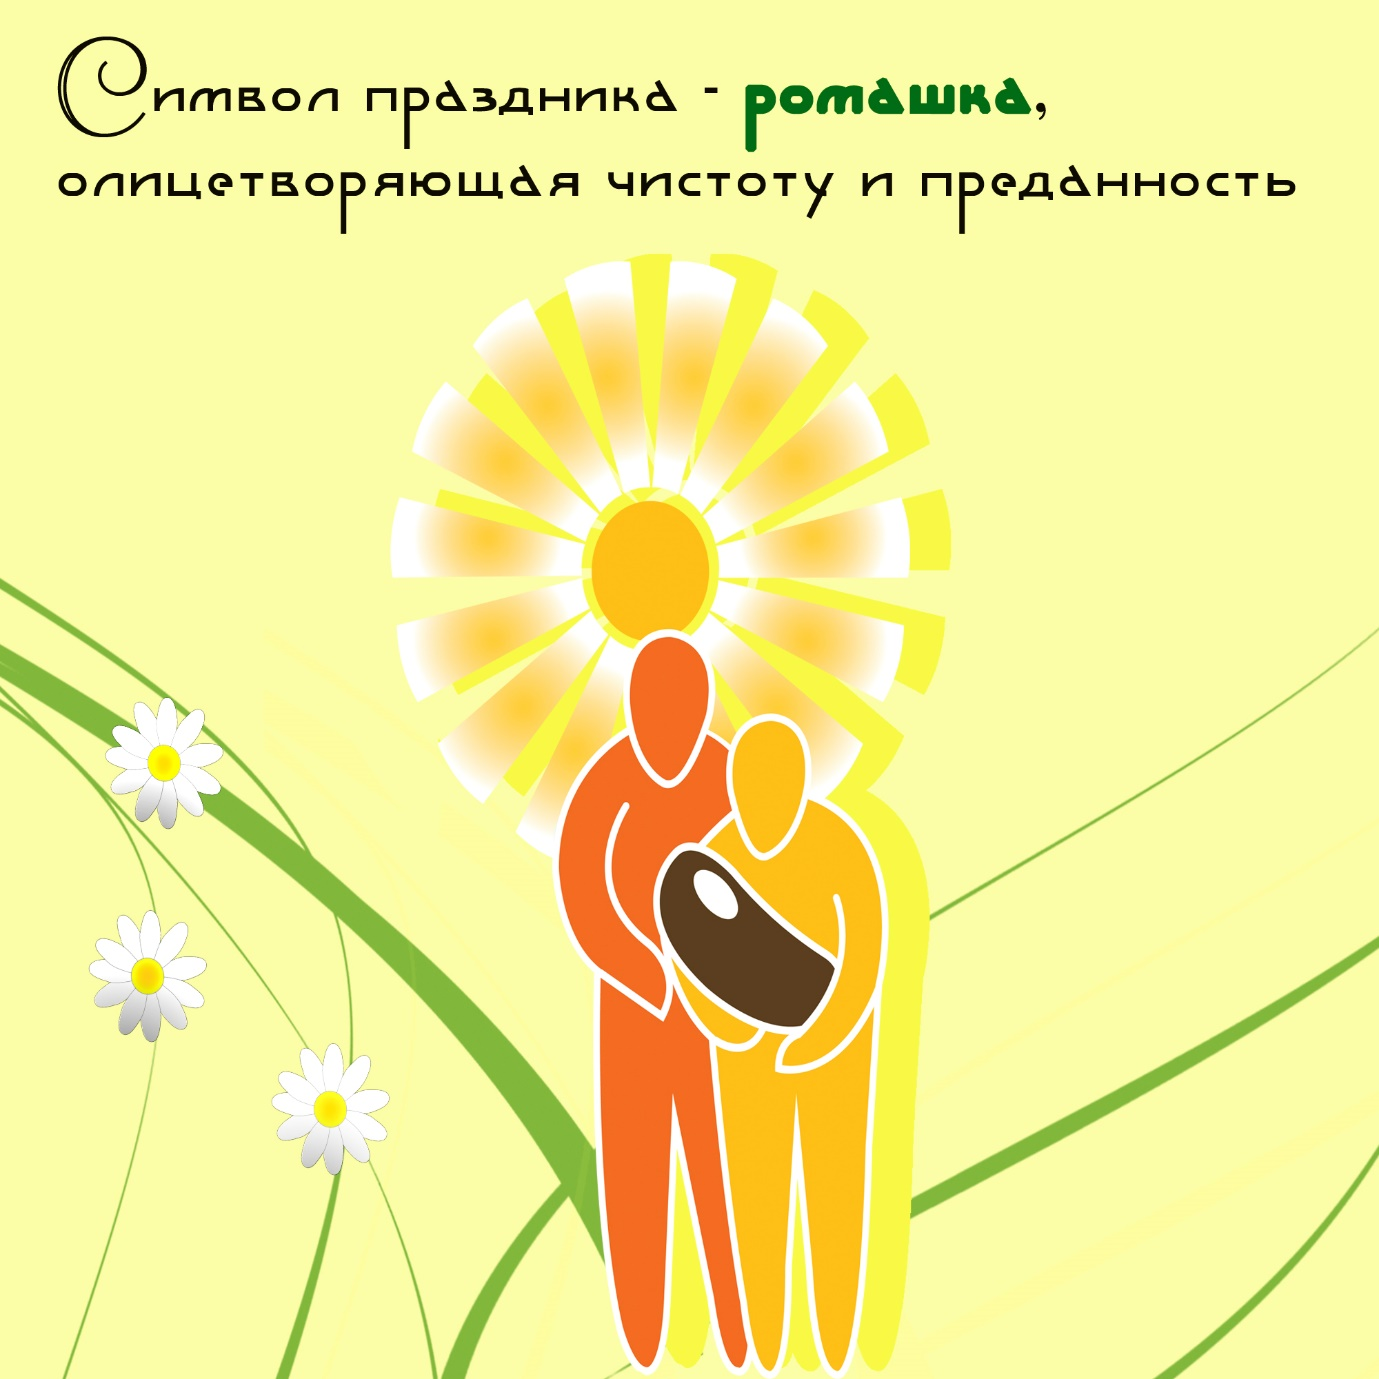 Символ праздника - ромашка,
олицетворяющая чистоту и преданность